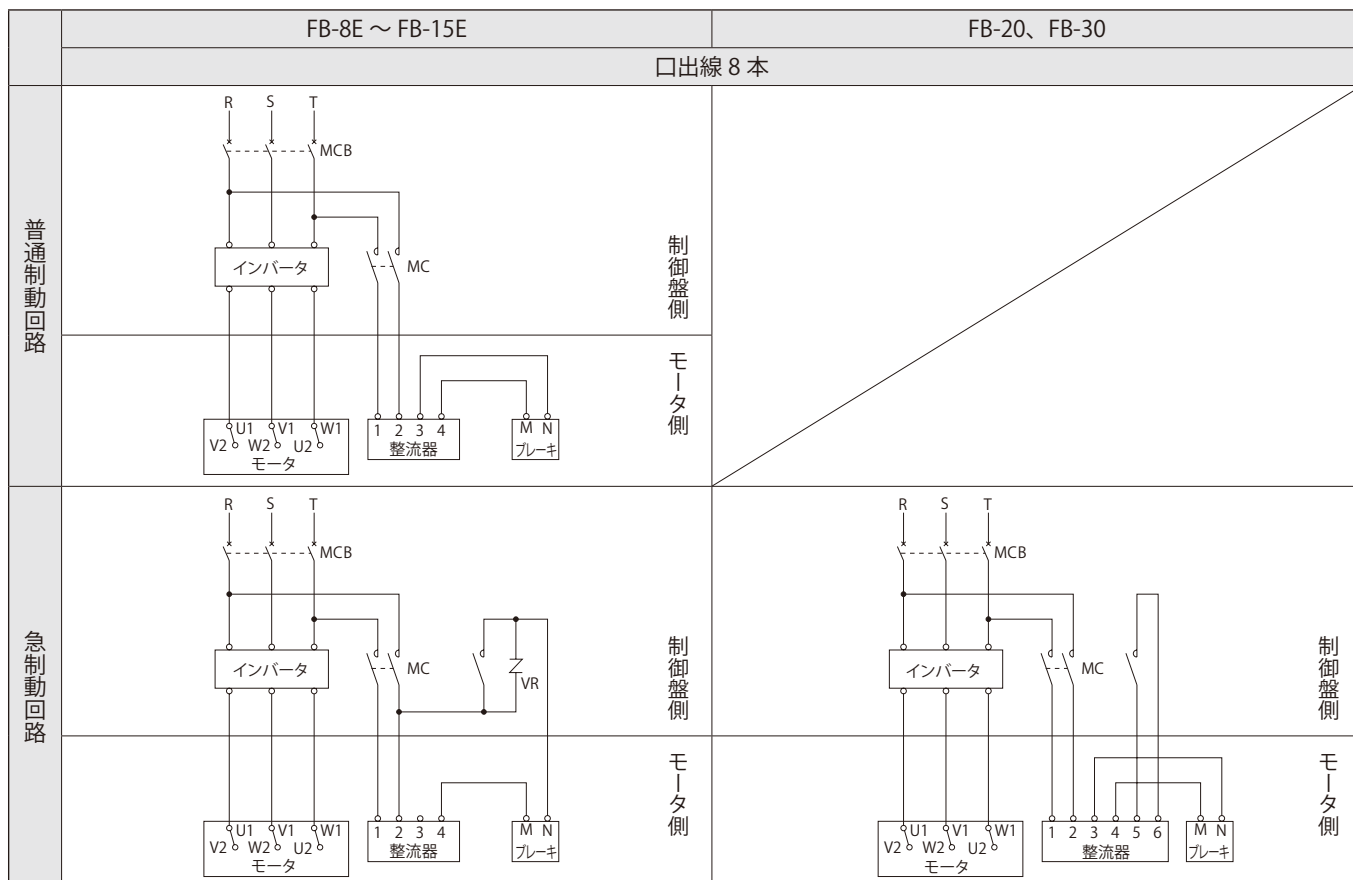 FB-8E ～ FB-15E
FB-20、FB-30
口出線 8 本
普通制動回路
R S T
MCB
インバータ
MC
制御盤側
モータ側
U1 V1 W1
V2 W2 U2
モータ
1 2 3 4
整流器
M N
ブレーキ
急制動回路
R S T
MCB
インバータ
MC
VR
制御盤側
モータ側
U1 V1 W1
V2 W2 U2
モータ
1 2 3 4
整流器
M N
ブレーキ
R S T
MCB
インバータ
MC
制御盤側
モータ側
U1 V1 W1
V2 W2 U2
モータ
1 2 3 4 5 6
整流器
M N
ブレーキ